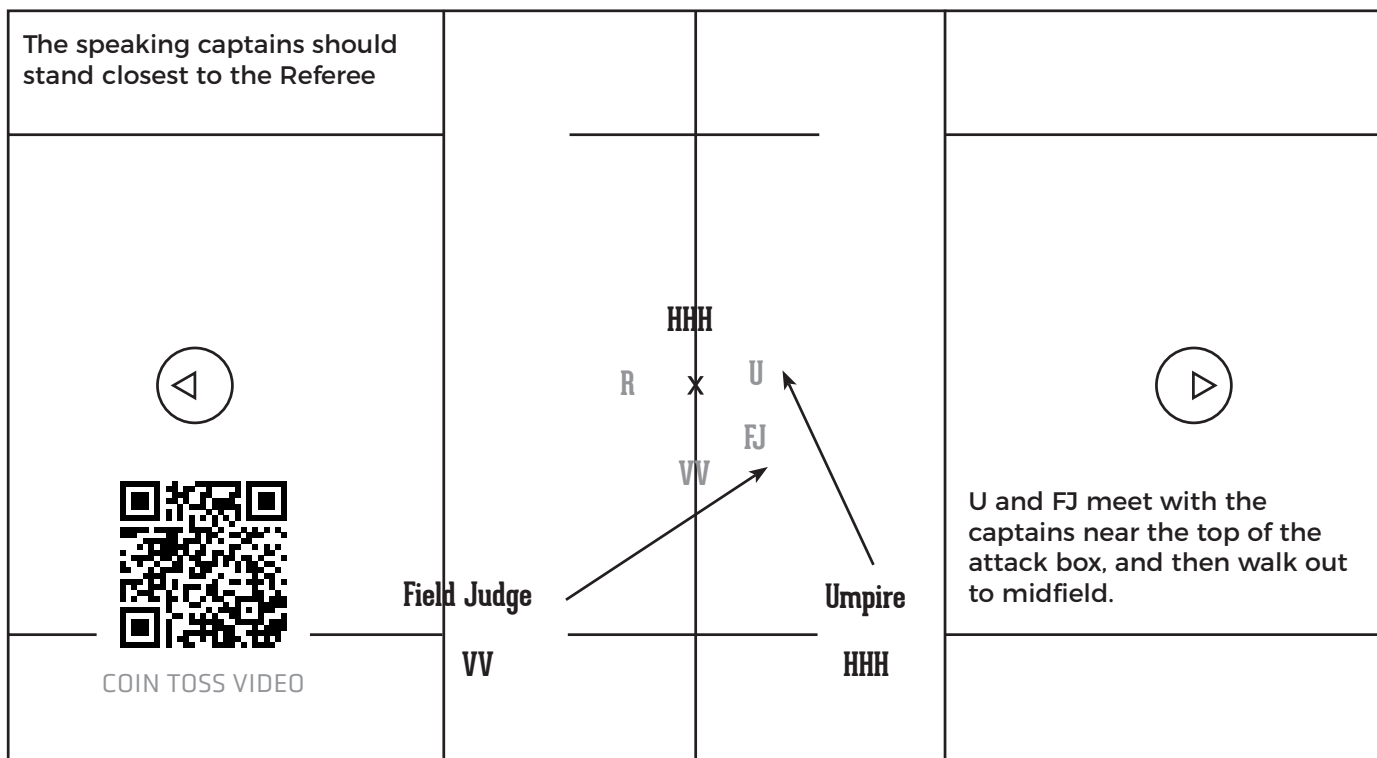 The speaking captains should
stand closest to the Referee
HHH
R
x
U
FJ
VV
U and FJ meet with the
captains near the top of the
attack box, and then walk out
to midfield.
Field Judge
Umpire
VV
HHH
COIN TOSS VIDEO